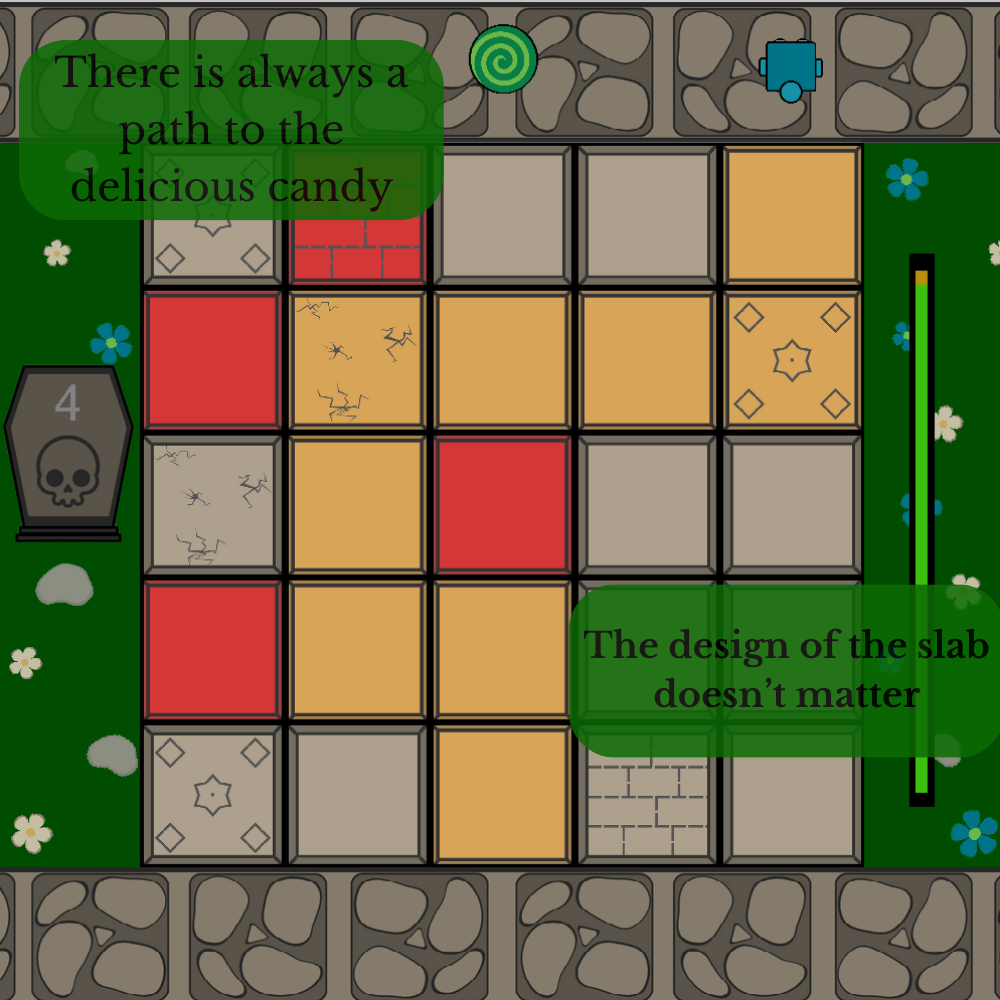 There is always a
path to the
delicious candy
4
The design of the slab
doesn’t matter